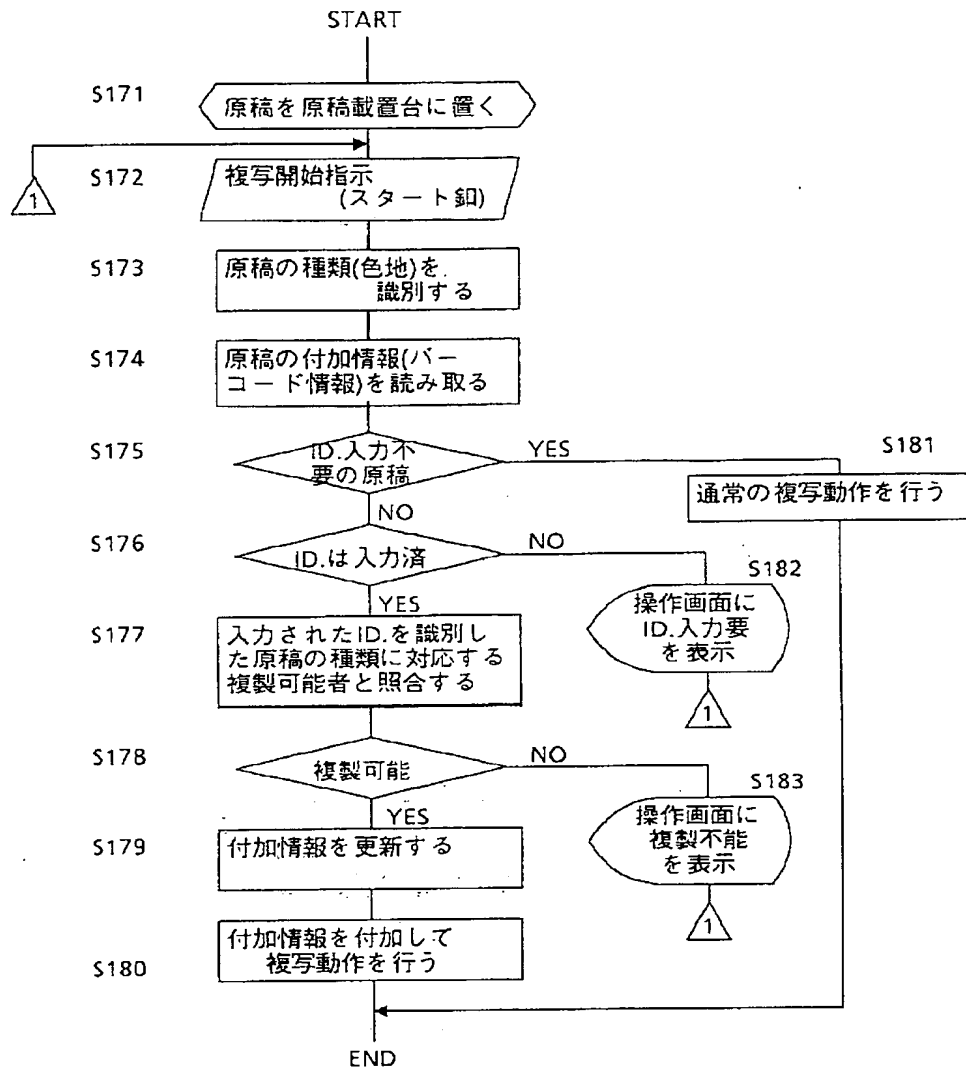 START
S171
原稿を原稿載置台に置く
1
S172
複写開始指示
(スタート釦)
S173
原稿の種類(色地)を
識別する
S174
原稿の付加情報(バー
コード情報)を読み取る
S175
ID.入力不
要の原稿
YES
S181
通常の複写動作を行う
NO
S176
ID.は入力済
NO
S182
操作画面に
ID.入力要
を表示
1
YES
S177
入力されたID.を識別し
た原稿の種類に対応する
複製可能者と照合する
S178
複製可能
NO
S183
操作画面に
複製不能
を表示
1
YES
S179
付加情報を更新する
S180
付加情報を付加して
複写動作を行う
END